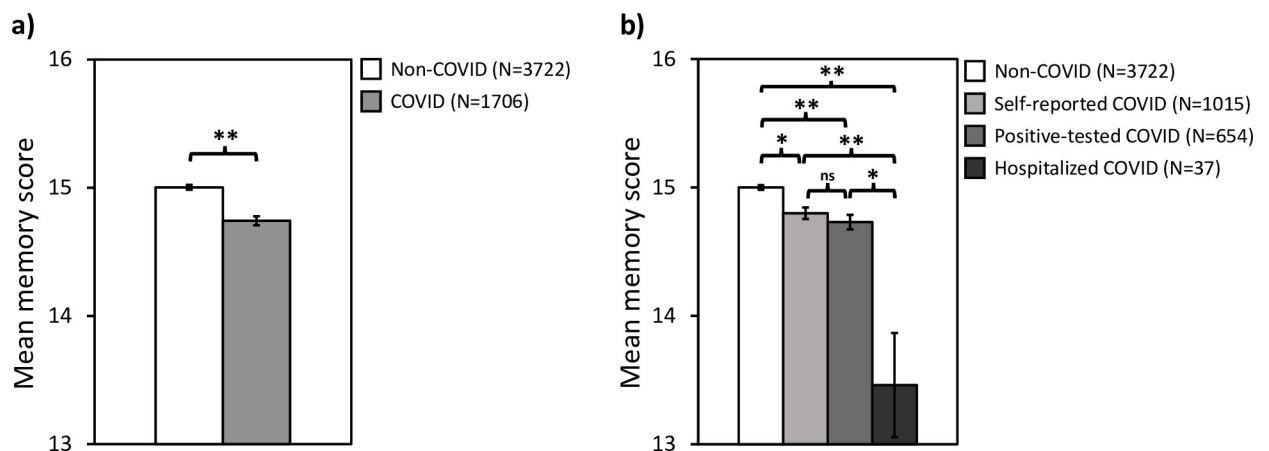 a)
16
15
14
13
Mean memory score
**
Non-COVID (N=3722)
COVID (N=1706)
b)
16
15
14
13
Mean memory score
**
**
*
**
ns
*
Non-COVID (N=3722)
Self-reported COVID (N=1015)
Positive-tested COVID (N=654)
Hospitalized COVID (N=37)